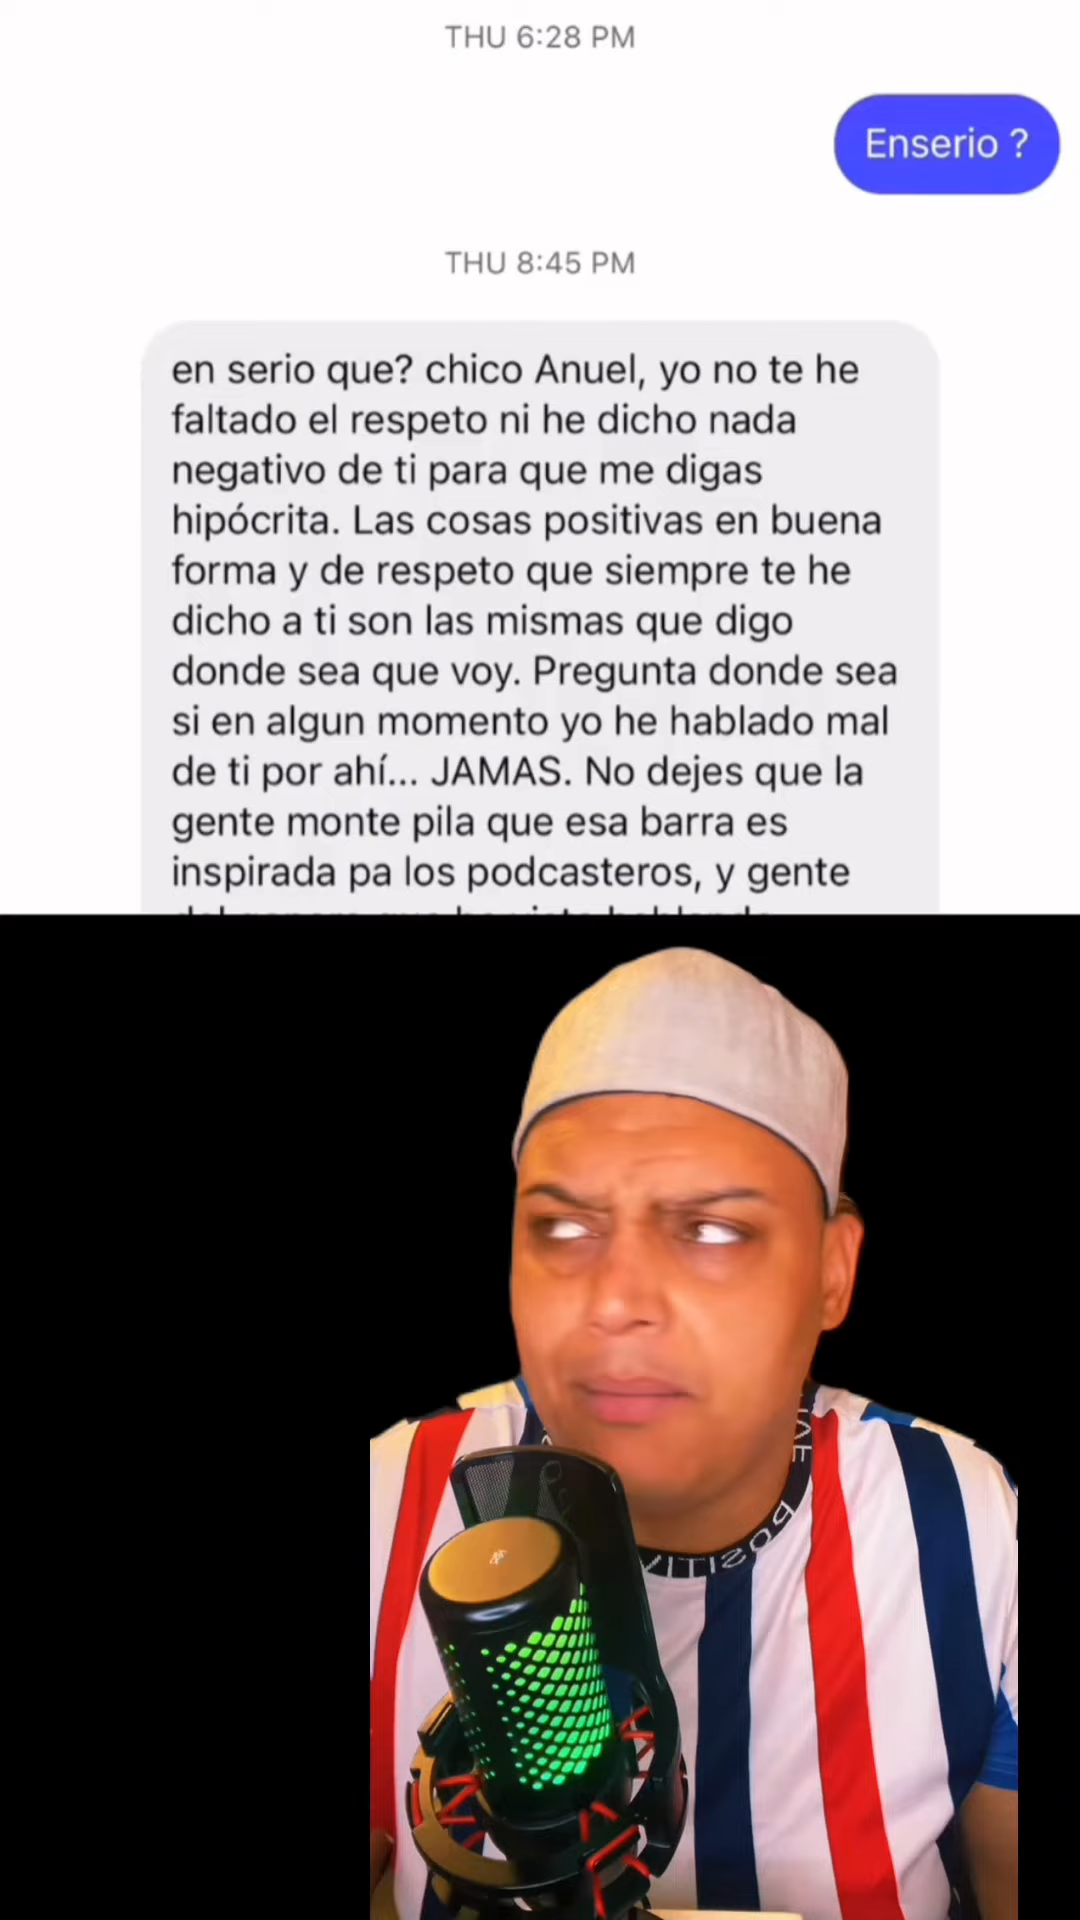 THU 6:28 PM
Enserio ?
THU 8:45 PM
en serio que? chico Anuel, yo no te he
faltado el respeto ni he dicho nada
negativo de ti para que me digas
hipócrita. Las cosas positivas en buena
forma y de respeto que siempre te he
dicho a ti son las mismas que digo
donde sea que voy. Pregunta donde sea
si en algun momento yo he hablado mal
de ti por ahí... JAMAS. No dejes que la
gente monte pila que esa barra es
inspirada pa los podcasteros, y gente